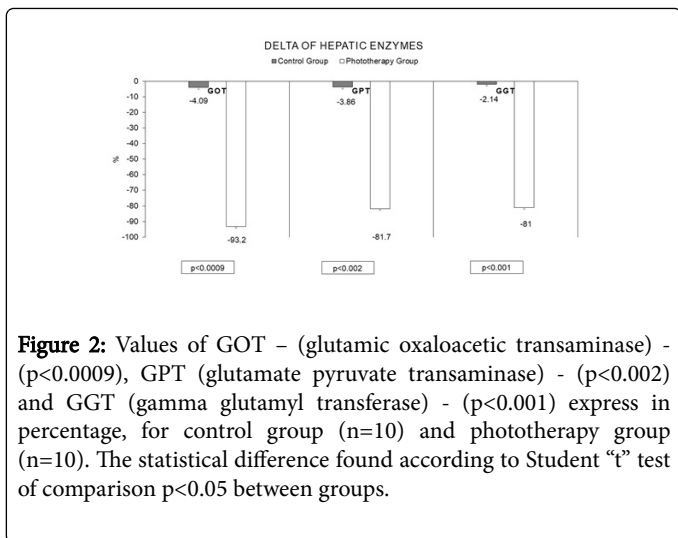 DELTA OF HEPATIC ENZYMES
Control Group Phototherapy Group
0
-10
-20
-30
-40
-50
-60
-70
-80
-90
-100
%
GOT
-4.09
-93.2
GPT
-3.86
-81.7
GGT
-2.14
-81
p<0.0009 p<0.002 p<0.001
Figure 2: Values of GOT – (glutamic oxaloacetic transaminase) -
(p<0.0009), GPT (glutamate pyruvate transaminase) - (p<0.002)
and GGT (gamma glutamyl transferase) - (p<0.001) express in
percentage, for control group (n=10) and phototherapy group
(n=10). The statistical difference found according to Student “t” test
of comparison p<0.05 between groups.